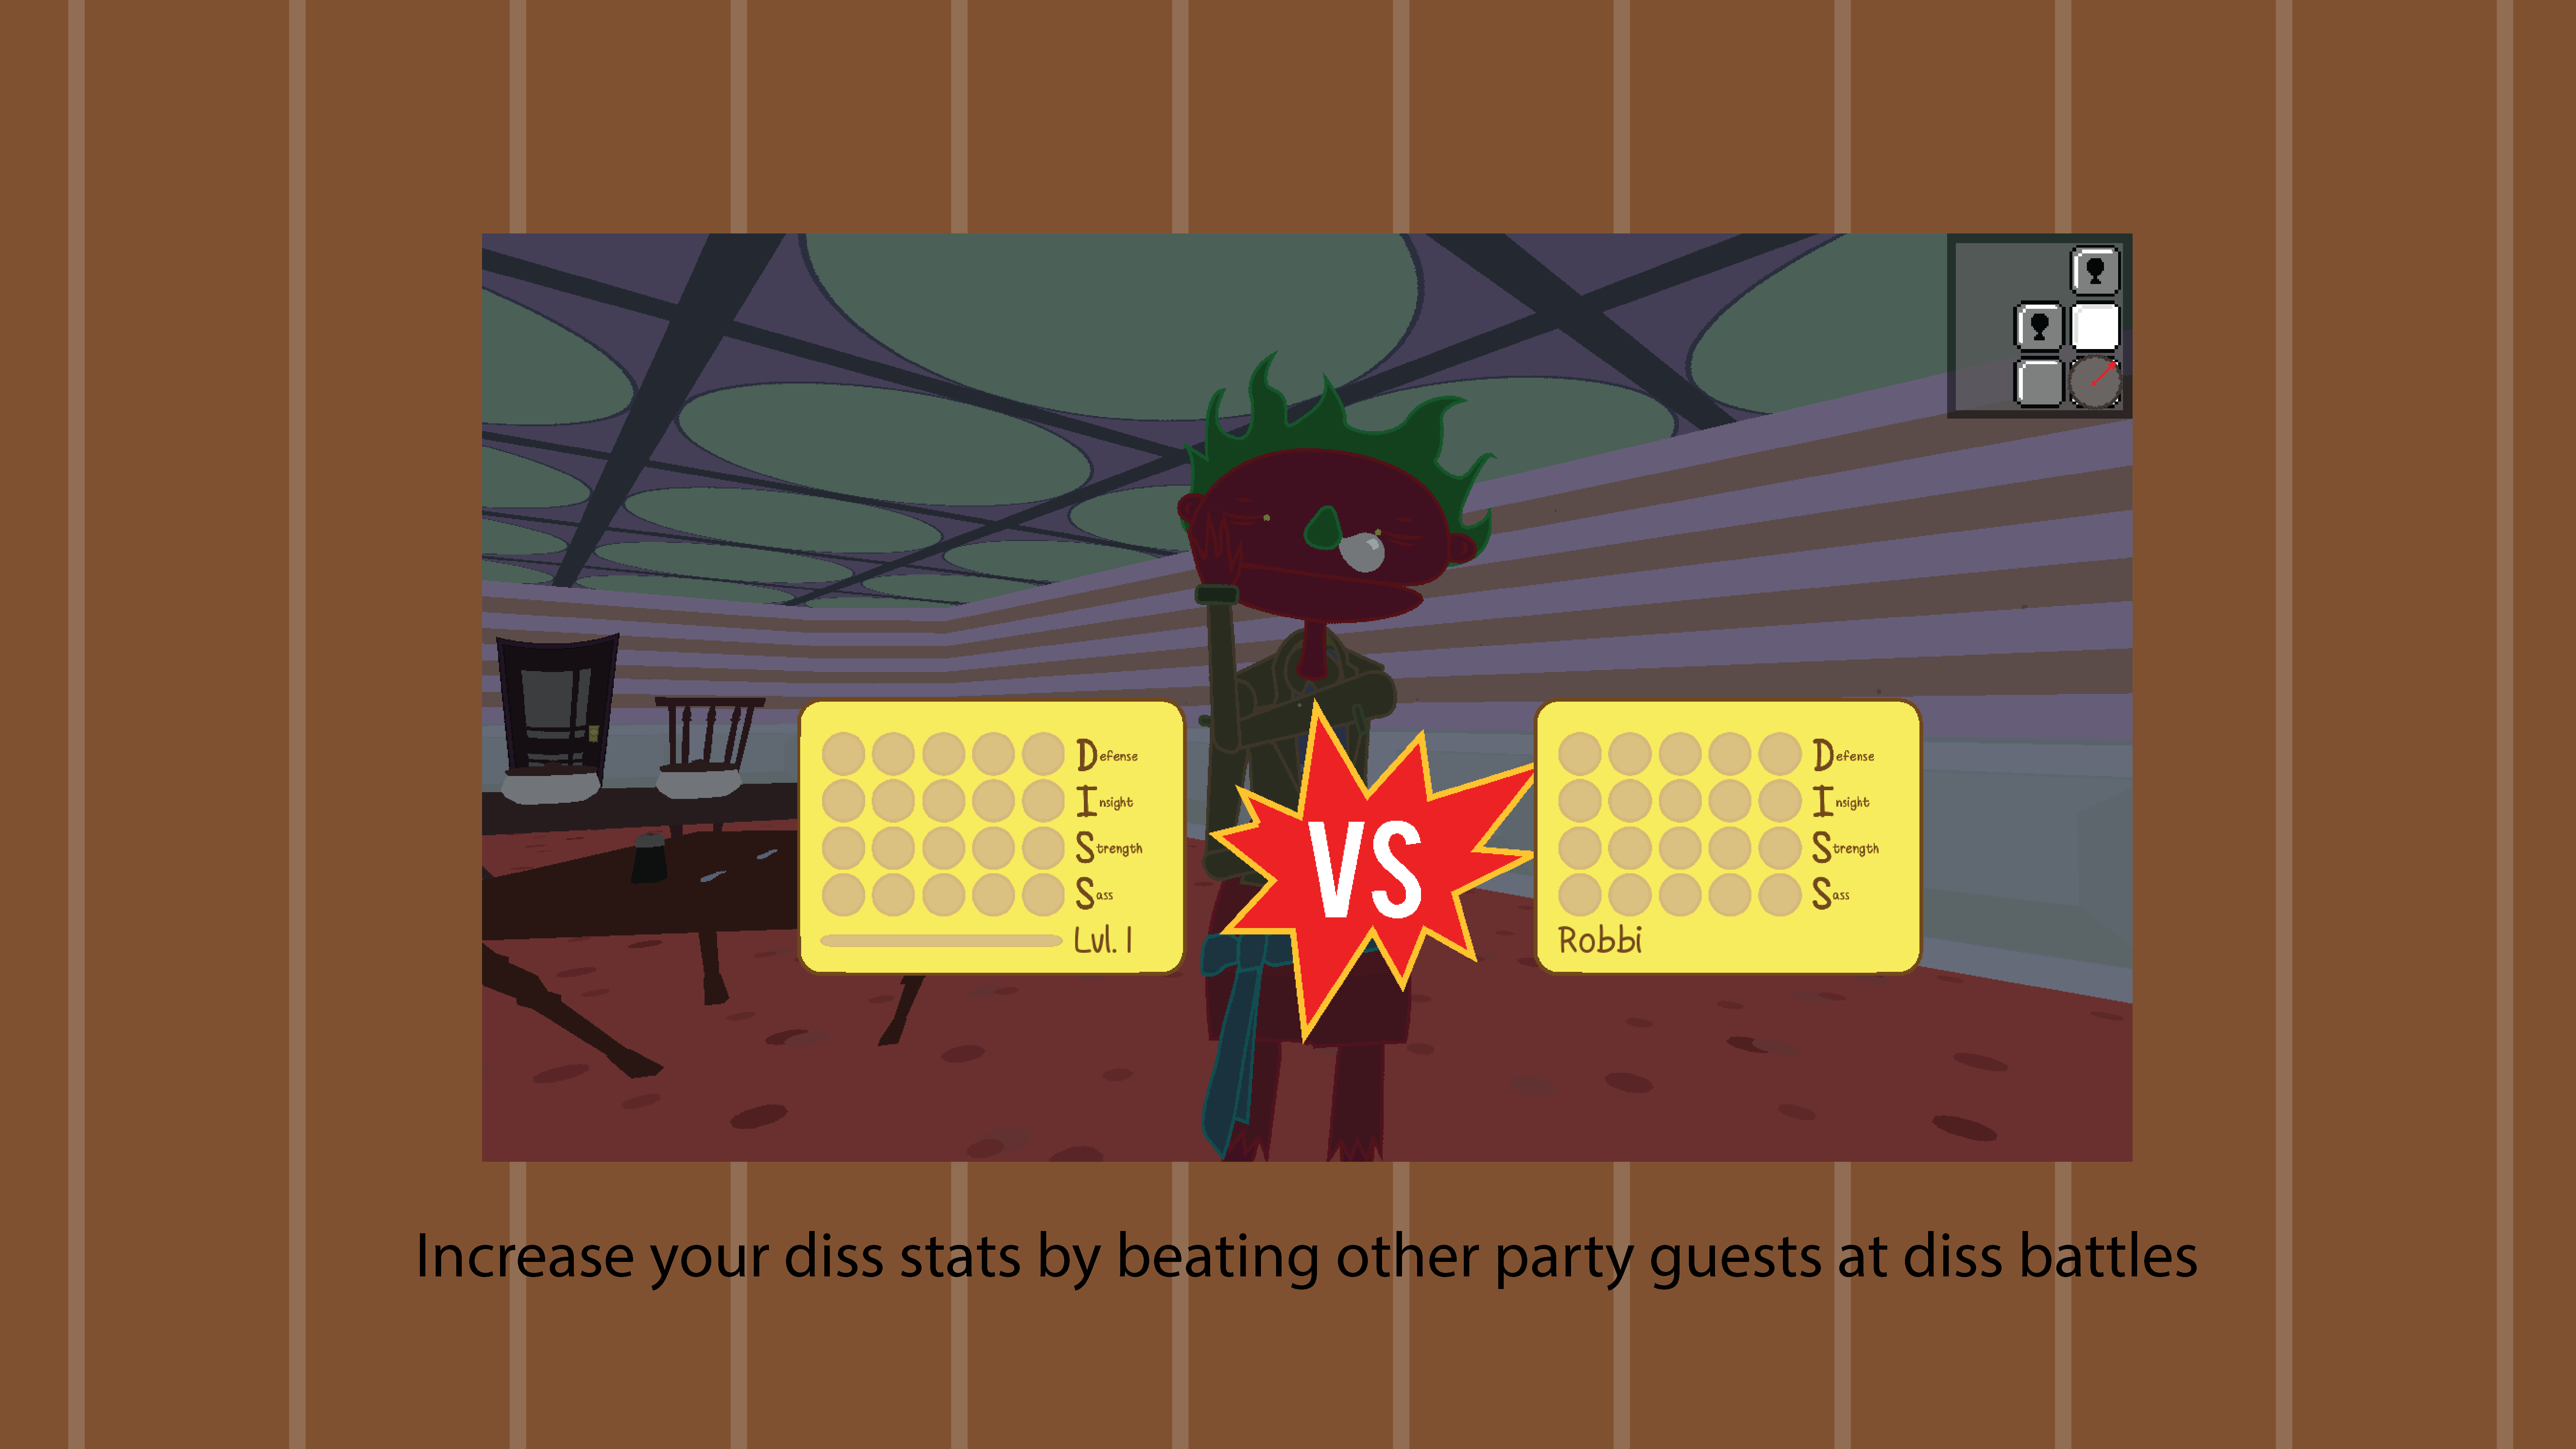 Defense
Insight
Strength
Sass
Lvl. 1
VS
Defense
Insight
Strength
Sass
Robbi
Increase your diss stats by beating other party guests at diss battles